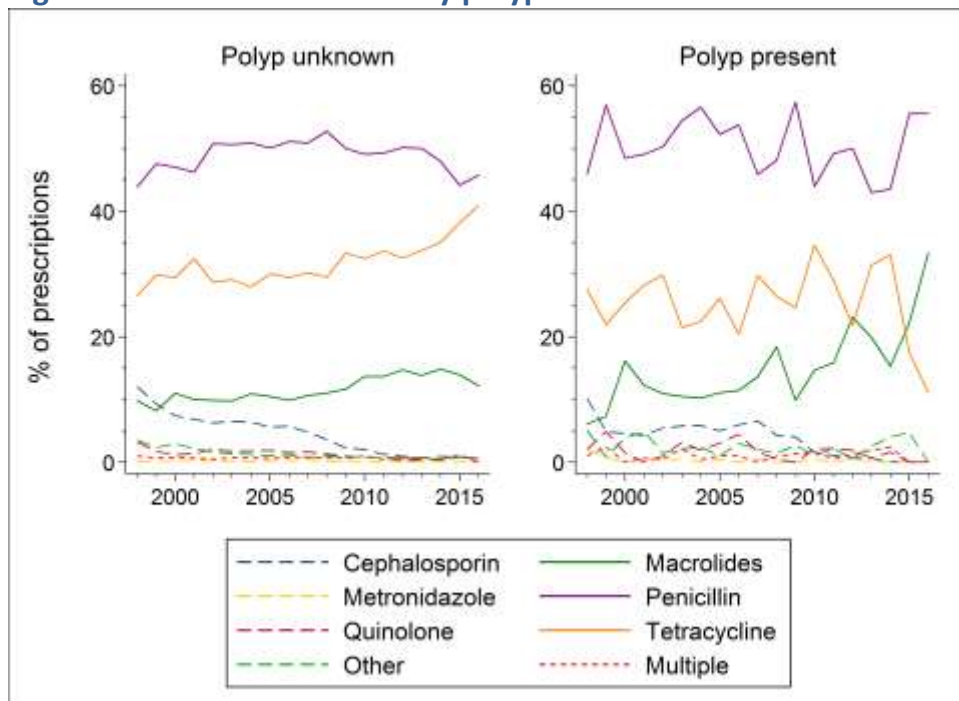 Polyp unknown Polyp present
% of prescriptions
60 60
40 40
20 20
0 0
2000 2005 2010 2015 2000 2005 2010 2015
Cephalosporin Macrolides
Metronidazole Penicillin
Quinolone Tetracycline
Other Multiple